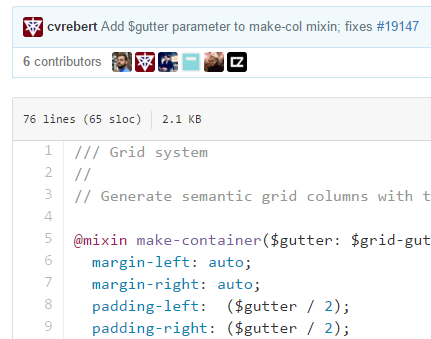 cvrebert Add $gutter parameter to make-col mixin; fixes #19147
6 contributors
76 lines (65 sloc) 2.1 KB
1 /// Grid system
2 //
3 // Generate semantic grid columns with
4
5 @mixin make-container($gutter: $grid-gut
6 margin-left: auto;
7 margin-right: auto;
8 padding-left:  ($gutter / 2);
9 padding-right: ($gutter / 2);